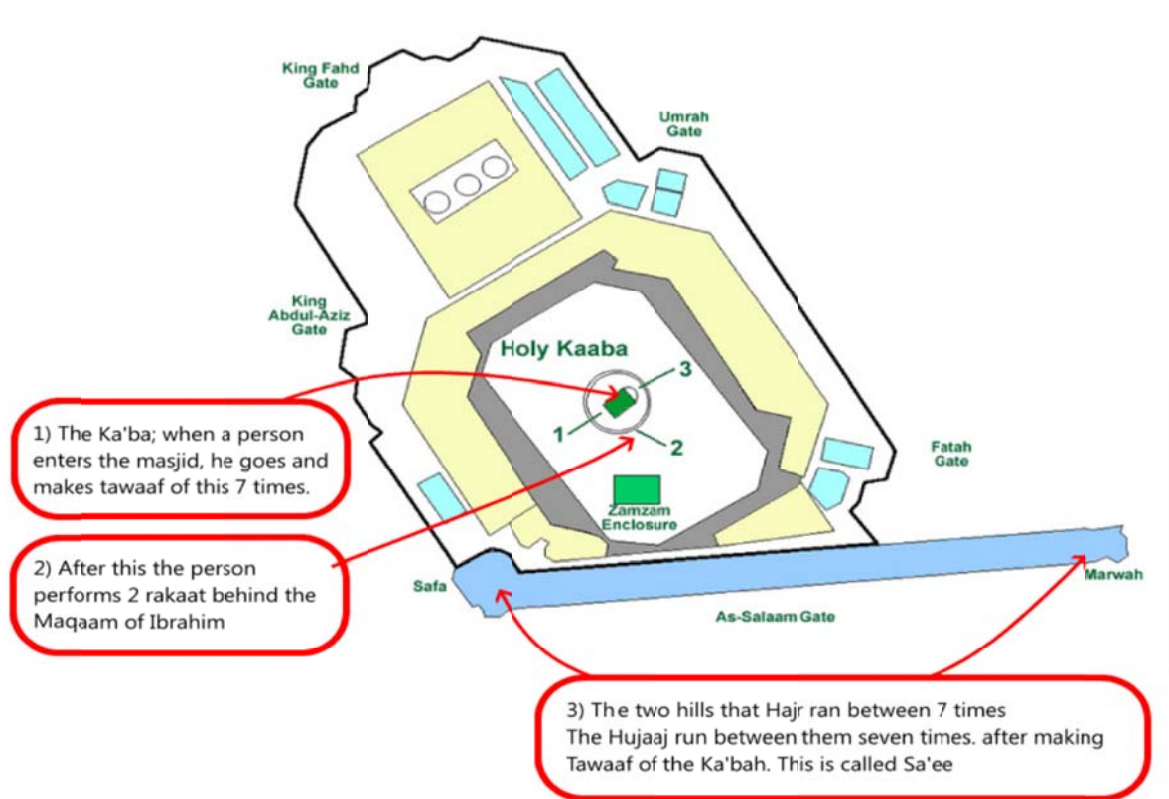 King Fahd
Gate
Umrah
Gate
King
Abdul-Aziz
Gate
Holy Kaaba
3
1
2
Fatah
Gate
Zamzam
Enclosure
Safa
Marwah
As-Salaam Gate
1) The Ka'ba; when a person
enters the masjid, he goes and
makes tawaaf of this 7 times.
2) After this the person
performs 2 rakaat behind the
Maqaam of Ibrahim
3) The two hills that Hajr ran between 7 times
The Hujaaj run between them seven times. after making
Tawaaf of the Ka'bah. This is called Sa'ee